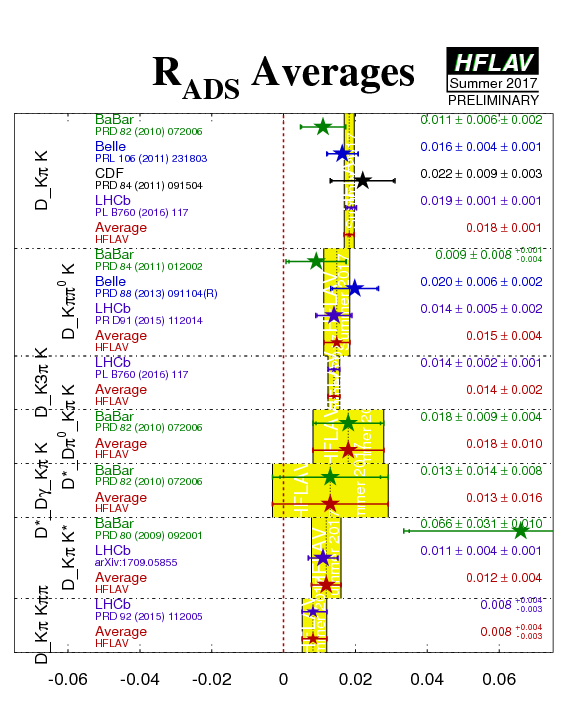 R_ADS Averages
HFLAV
Summer 2017
PRELIMINARY
D_Kπ K
BaBar 0.011 ± 0.006 ± 0.002
PRD 82 (2010) 072006
Belle 0.016 ± 0.004 ± 0.001
PRL 106 (2011) 231803
CDF 0.022 ± 0.009 ± 0.003
PRD 84 (2011) 091504
LHCb 0.019 ± 0.001 ± 0.001
PL B760 (2016) 117
Average 0.018 ± 0.001
HFLAV
D_Kππ⁰ K
BaBar 0.009 ± 0.008 +0.001 -0.004
PRD 84 (2011) 012002
Belle 0.020 ± 0.006 ± 0.002
PRD 88 (2013) 091104(R)
LHCb 0.014 ± 0.005 ± 0.002
PR D91 (2015) 112014
Average 0.015 ± 0.004
HFLAV
D_K3π K
LHCb 0.014 ± 0.002 ± 0.001
PL B760 (2016) 117
Average 0.014 ± 0.002
HFLAV
D*_Dπ⁰_Kπ K
BaBar 0.018 ± 0.009 ± 0.004
PRD 82 (2010) 072006
Average 0.018 ± 0.010
HFLAV
D*_Dγ_Kπ K
BaBar 0.013 ± 0.014 ± 0.008
PRD 82 (2010) 072006
Average 0.013 ± 0.016
HFLAV
D_Kπ K*
BaBar 0.066 ± 0.031 ± 0.010
PRD 80 (2009) 092001
LHCb 0.011 ± 0.004 ± 0.001
arXiv:1709.05855
Average 0.012 ± 0.004
HFLAV
D_Kπ Kππ
LHCb 0.008 +0.004 -0.003
PRD 92 (2015) 112005
Average 0.008 +0.004 -0.003
HFLAV
-0.06 -0.04 -0.02 0 0.02 0.04 0.06